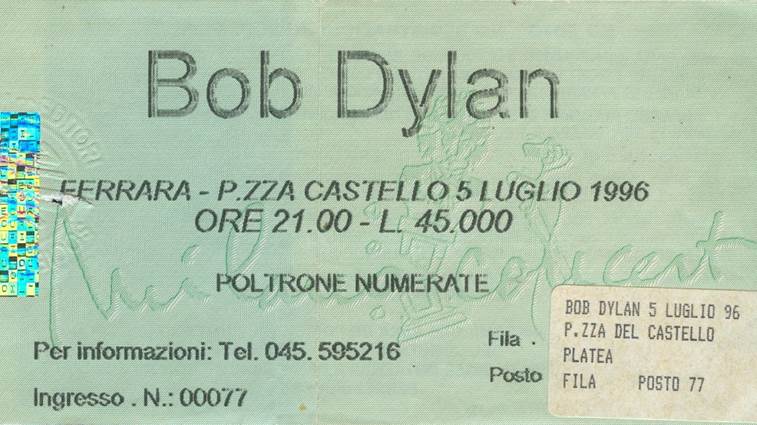 Bob Dylan
FERRARA - P.ZZA CASTELLO 5 LUGLIO 1996
ORE 21.00 - L. 45.000
POLTRONE NUMERATE
Per informazioni: Tel. 045. 595216
Ingresso . N.: 00077
Fila .
Posto
BOB DYLAN 5 LUGLIO 96
P.ZZA DEL CASTELLO
PLATEA
FILA POSTO 77